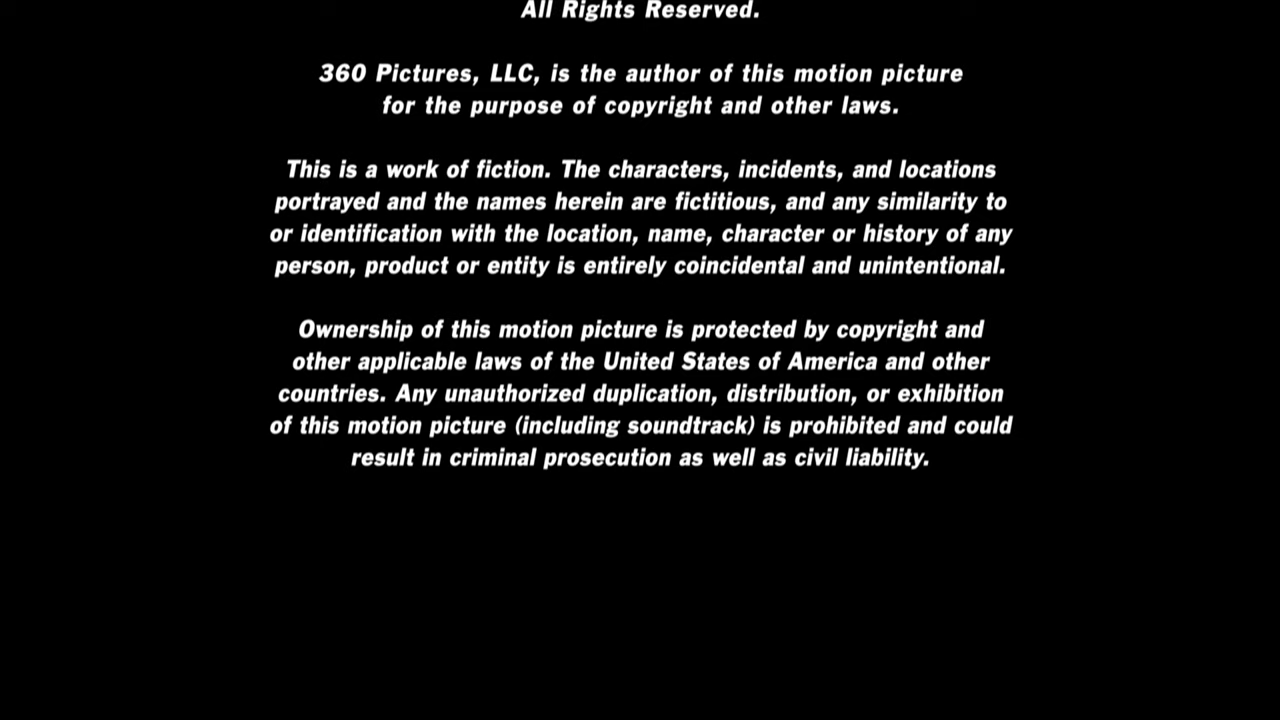 All Rights Reserved.
360 Pictures, LLC, is the author of this motion picture
for the purpose of copyright and other laws.
This is a work of fiction. The characters, incidents, and locations
portrayed and the names herein are fictitious, and any similarity to
or identification with the location, name, character or history of any
person, product or entity is entirely coincidental and unintentional.
Ownership of this motion picture is protected by copyright and
other applicable laws of the United States of America and other
countries. Any unauthorized duplication, distribution, or exhibition
of this motion picture (including soundtrack) is prohibited and could
result in criminal prosecution as well as civil liability.